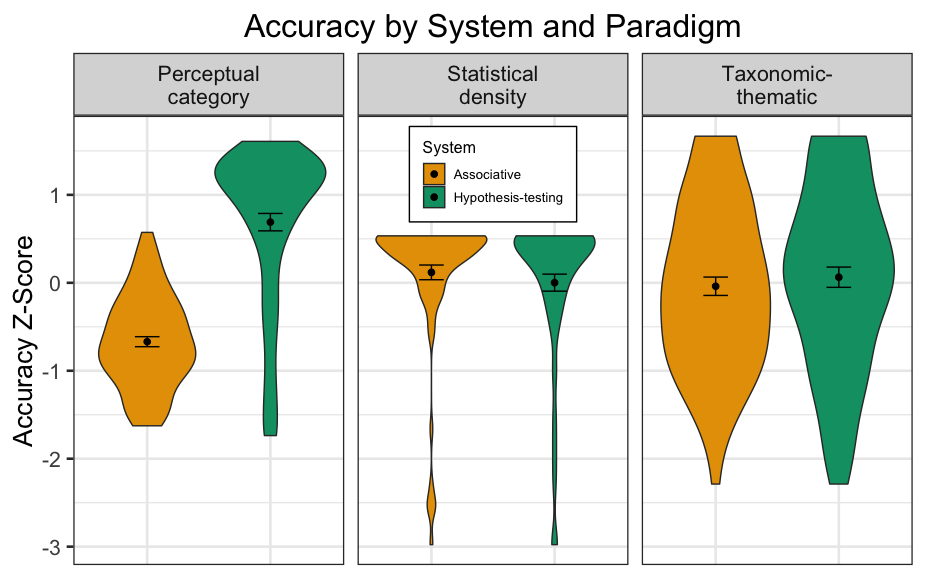 Accuracy by System and Paradigm
Perceptual
category
Statistical
density
Taxonomic-
thematic
System
Associative
Hypothesis-testing
Accuracy Z-Score
1
0
-1
-2
-3